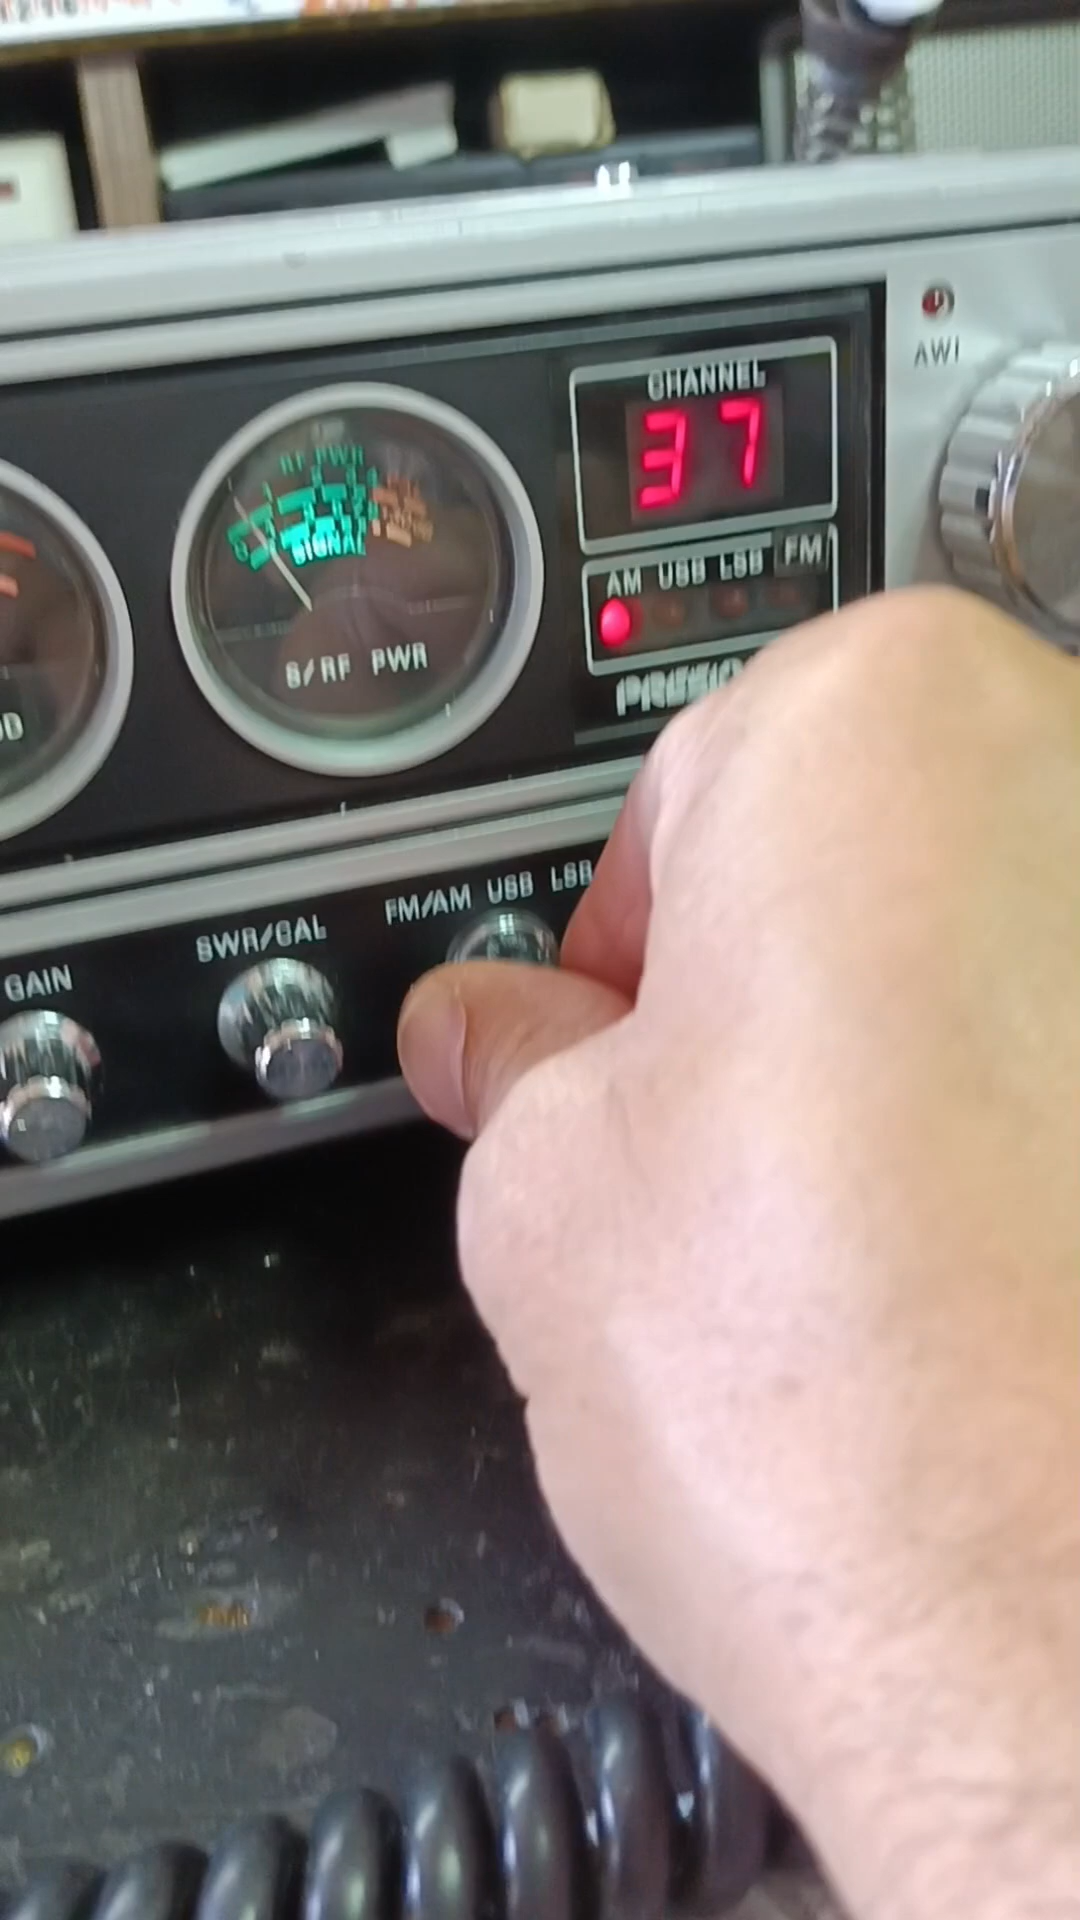 CHANNEL
37
AWI
RF PWR
SIGNAL
AM USB LSB FM
S/RF PWR
FM/AM USB LSB
SWR/CAL
GAIN